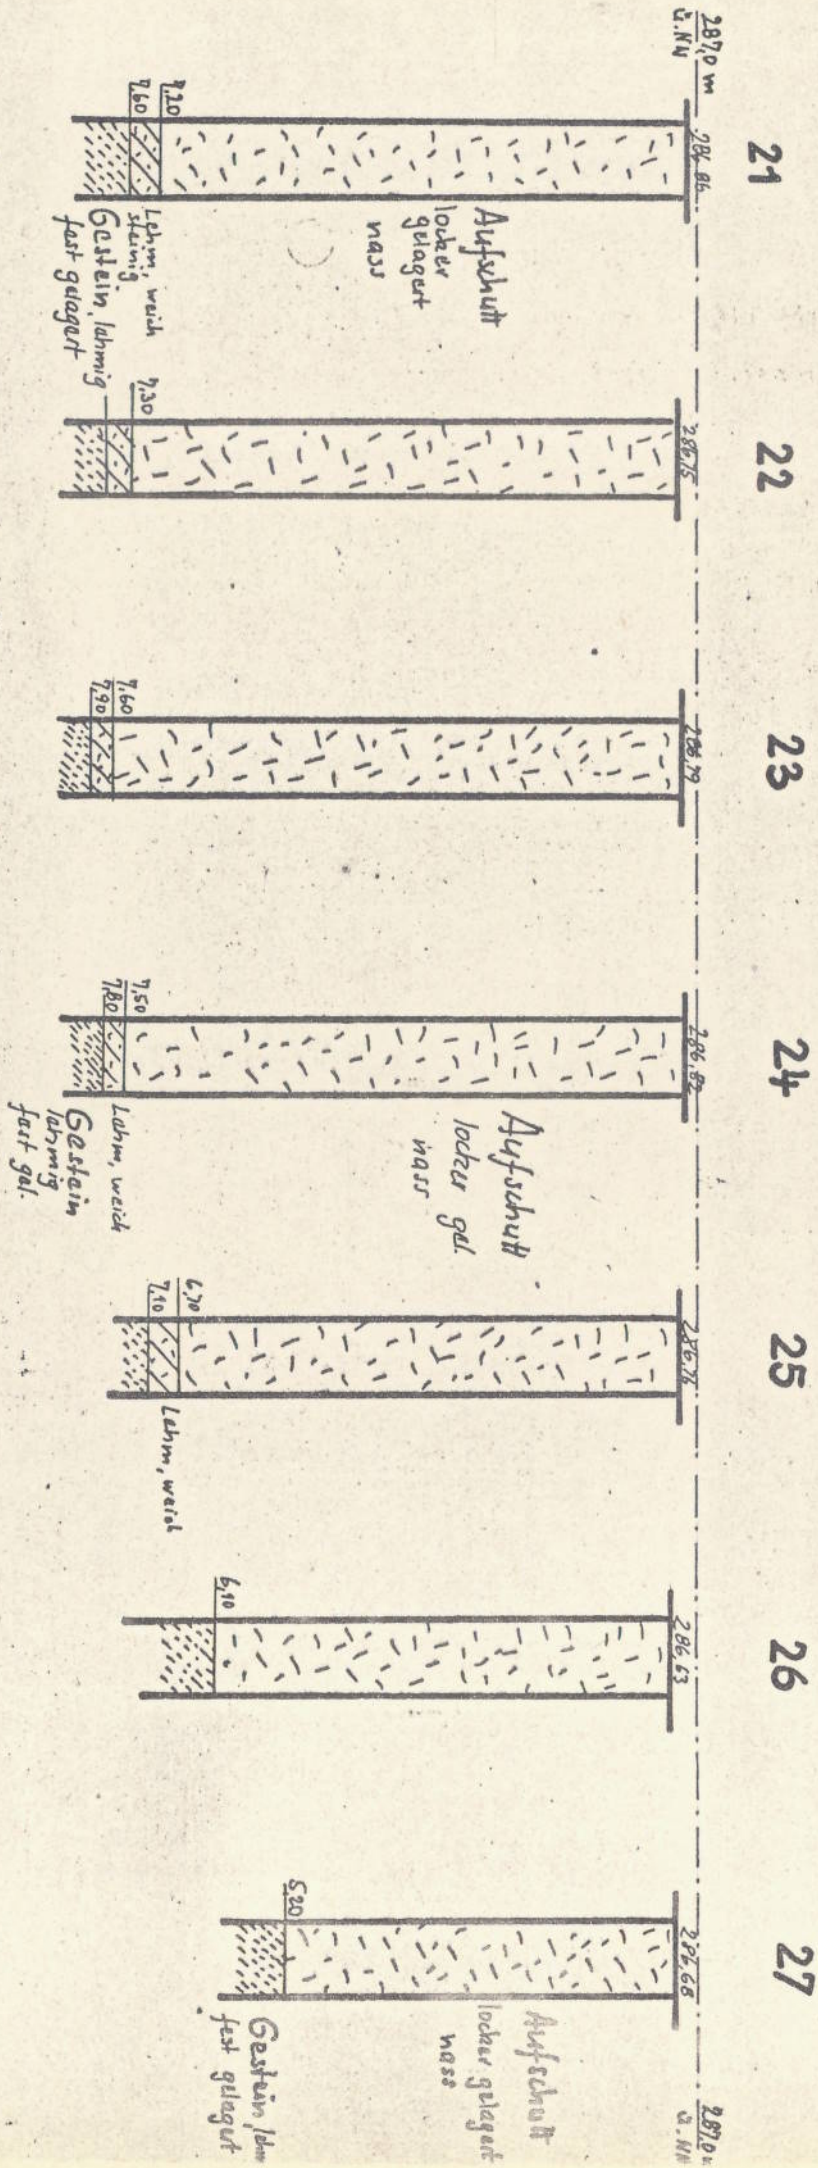 21
22
23
24
25
26
27
287,0 m
ü.NN
286,86
286,75
286,79
286,82
286,76
286,63
286,68
287,0
ü.NN
Aufschutt
locker
gelagert
nass
7,20
7,60
Lehm, weich
steinig
Gestein, lehmig
fest gelagert
7,30
7,60
7,90
Aufschutt
locker gel.
nass
7,50
7,80
Lehm, weich
Gestein
lehmig
fest gel.
6,70
7,10
Lehm, weich
6,10
Aufschutt
locker gelagert
nass
5,20
Gestein, lehm
fest gelagert